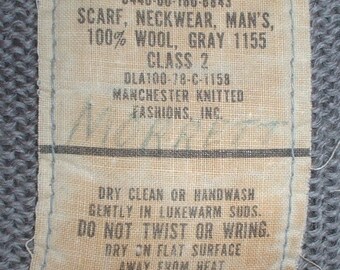 SCARF, NECKWEAR, MAN'S,
100% WOOL, GRAY 1155
CLASS 2
DLA100-78-C-1158
MANCHESTER KNITTED
FASHIONS, INC.
DRY CLEAN OR HANDWASH
GENTLY IN LUKEWARM SUDS.
DO NOT TWIST OR WRING.
DRY ON FLAT SURFACE
AWAY FROM HEAT